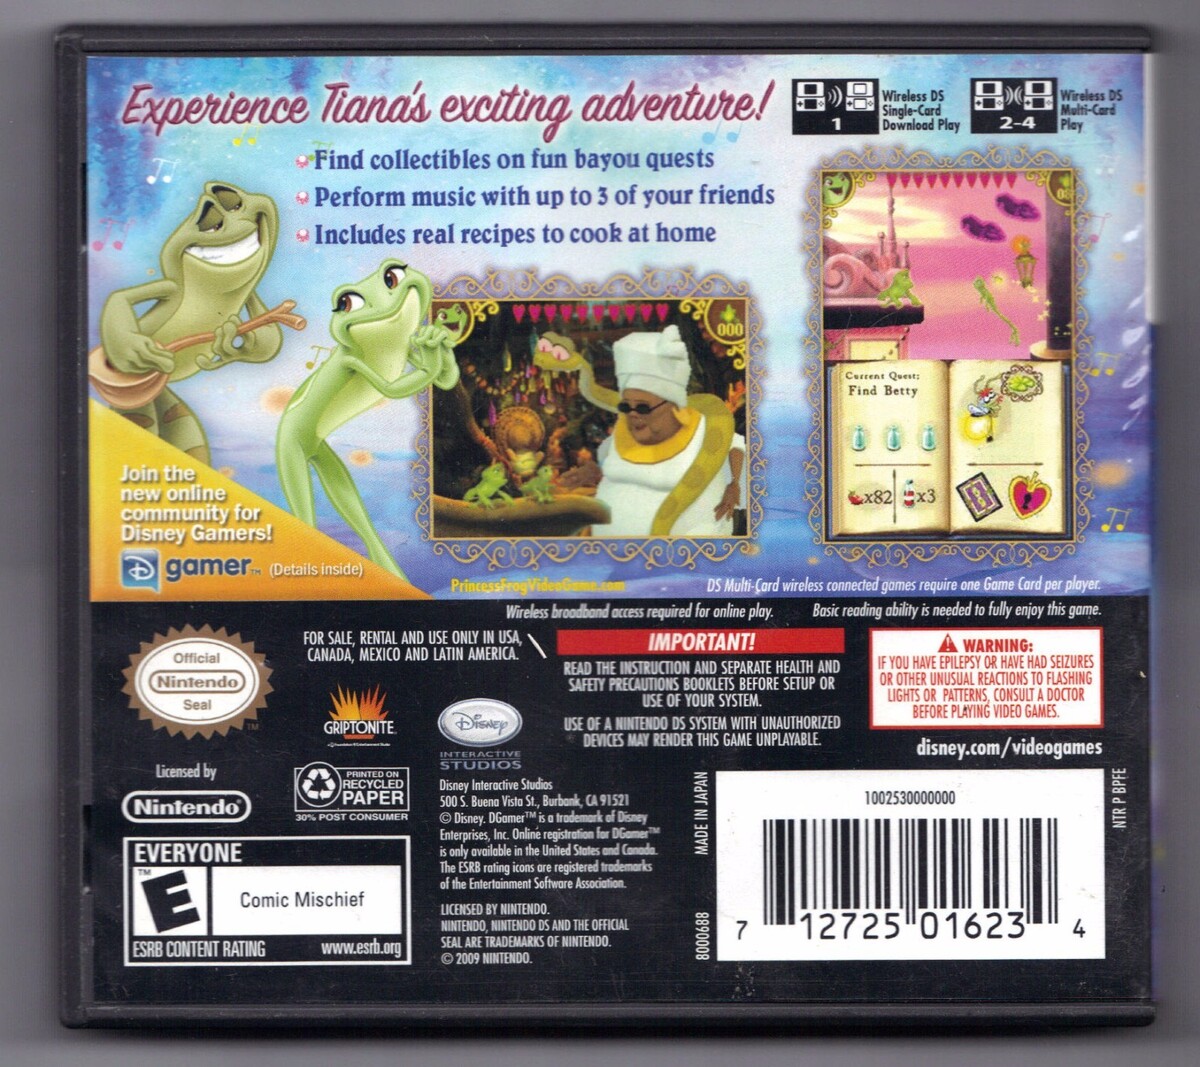 Experience Tiana's exciting adventure!
Find collectibles on fun bayou quests
Perform music with up to 3 of your friends
Includes real recipes to cook at home
1
Wireless DS
Single-Card
Download Play
2-4
Wireless DS
Multi-Card
Play
000
Current Quest:
Find Betty
x82
x3
Join the
new online
community for
Disney Gamers!
D gamer™ (Details inside)
PrincessFrogVideoGame.com
DS Multi-Card wireless connected games require one Game Card per player.
Wireless broadband access required for online play.
Basic reading ability is needed to fully enjoy this game.
Official
Nintendo
Seal
TM
FOR SALE, RENTAL AND USE ONLY IN USA,
CANADA, MEXICO AND LATIN AMERICA.
IMPORTANT!
READ THE INSTRUCTION AND SEPARATE HEALTH AND
SAFETY PRECAUTIONS BOOKLETS BEFORE SETUP OR
USE OF YOUR SYSTEM.
USE OF A NINTENDO DS SYSTEM WITH UNAUTHORIZED
DEVICES MAY RENDER THIS GAME UNPLAYABLE.
WARNING:
IF YOU HAVE EPILEPSY OR HAVE HAD SEIZURES
OR OTHER UNUSUAL REACTIONS TO FLASHING
LIGHTS OR PATTERNS, CONSULT A DOCTOR
BEFORE PLAYING VIDEO GAMES.
disney.com/videogames
GRIPTONITE
Disney
INTERACTIVE
STUDIOS
Licensed by
Nintendo®
PRINTED ON
RECYCLED
PAPER
30% POST CONSUMER
Disney Interactive Studios
500 S. Buena Vista St., Burbank, CA 91521
© Disney. DGamer™ is a trademark of Disney
Enterprises, Inc. Online registration for DGamer™
is only available in the United States and Canada.
The ESRB rating icons are registered trademarks
of the Entertainment Software Association.
LICENSED BY NINTENDO.
NINTENDO, NINTENDO DS AND THE OFFICIAL
SEAL ARE TRADEMARKS OF NINTENDO.
© 2009 NINTENDO.
EVERYONE
TM
E
Comic Mischief
ESRB CONTENT RATING www.esrb.org
MADE IN JAPAN
8000688
1002530000000
7 12725 01623 4
NTR P BPFE